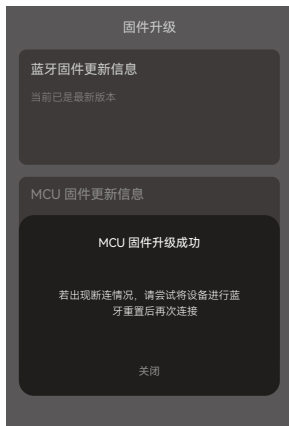 固件升级
蓝牙固件更新信息
当前已是最新版本
MCU 固件更新信息
MCU 固件升级成功
若出现断连情况，请尝试将设备进行蓝
牙重置后再次连接
关闭